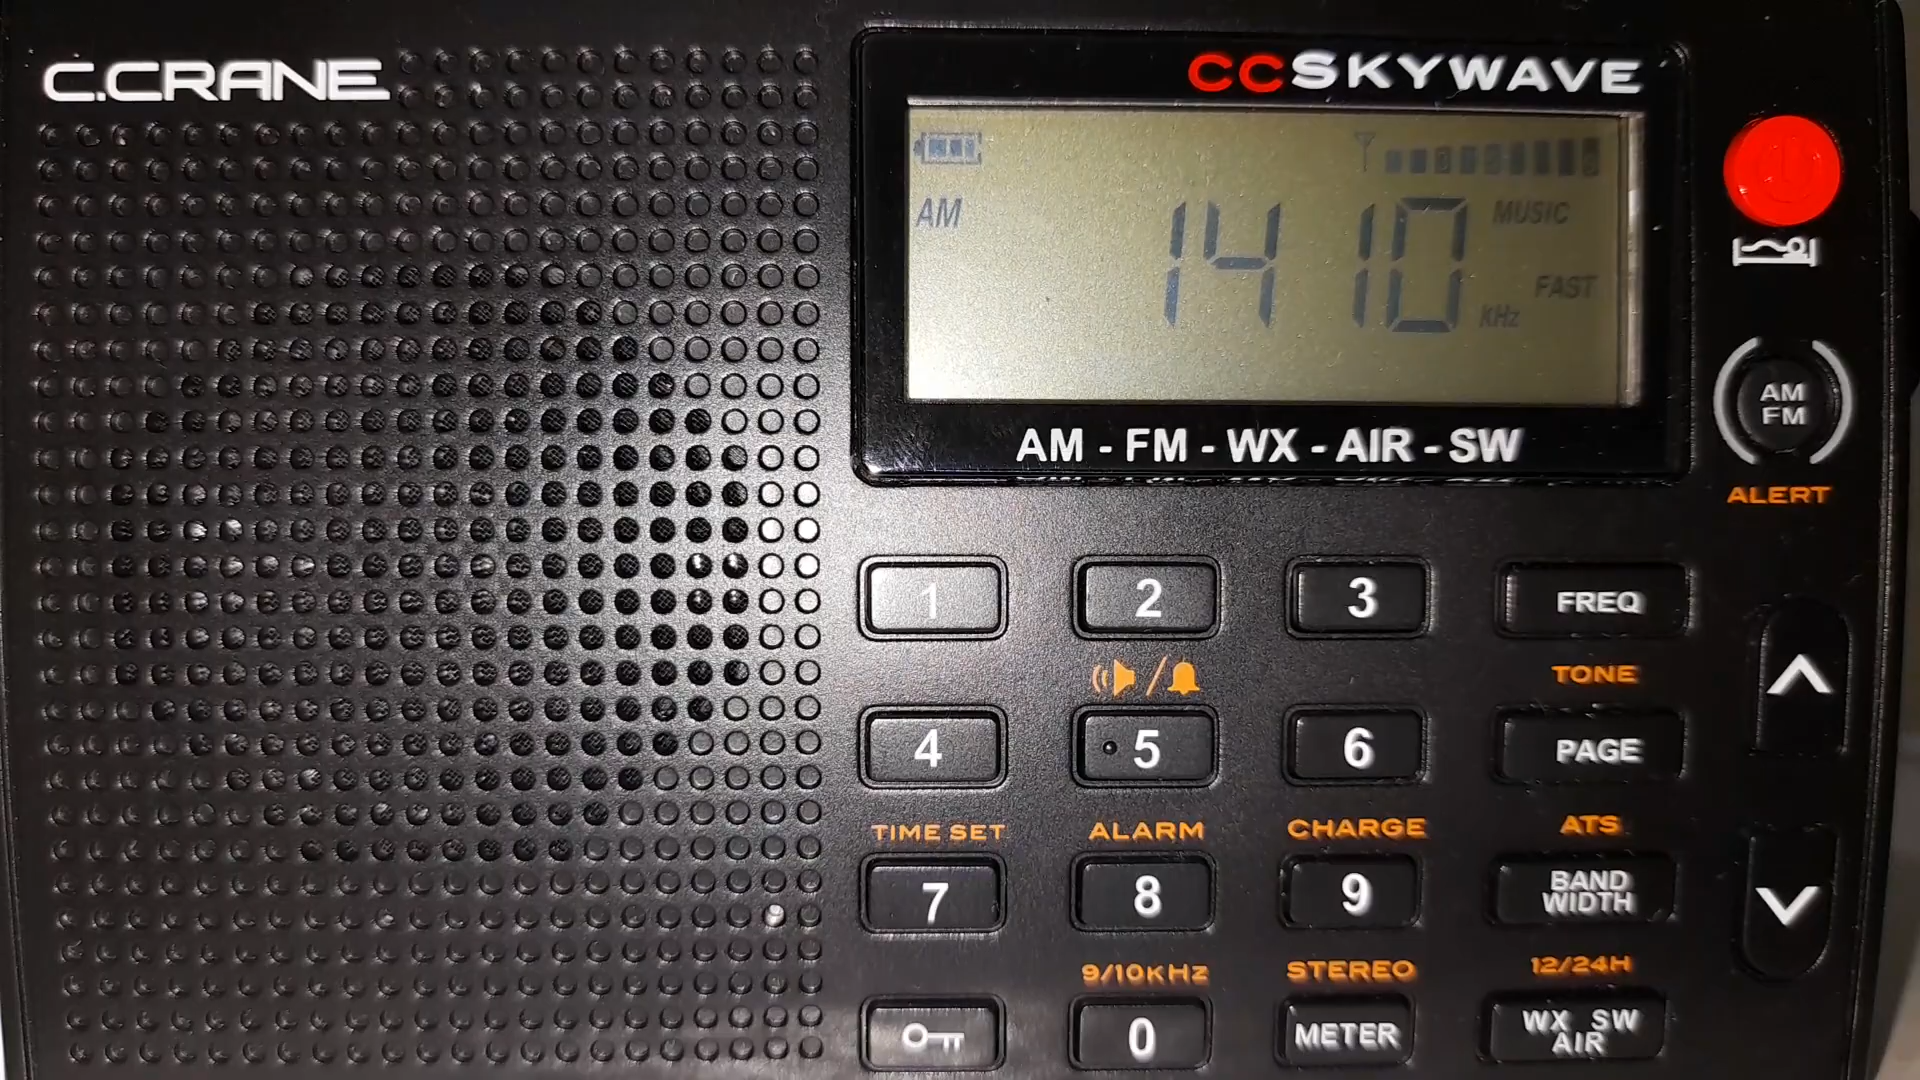 C.CRANE
CCSKYWAVE
AM
1410
MUSIC
FAST
KHz
AM - FM - WX - AIR - SW
AM
FM
ALERT
1
2
3
FREQ
TONE
4
5
6
PAGE
TIME SET
ALARM
CHARGE
ATS
7
8
9
BAND
WIDTH
9/10KHZ
STEREO
12/24H
0
METER
WX SW
AIR